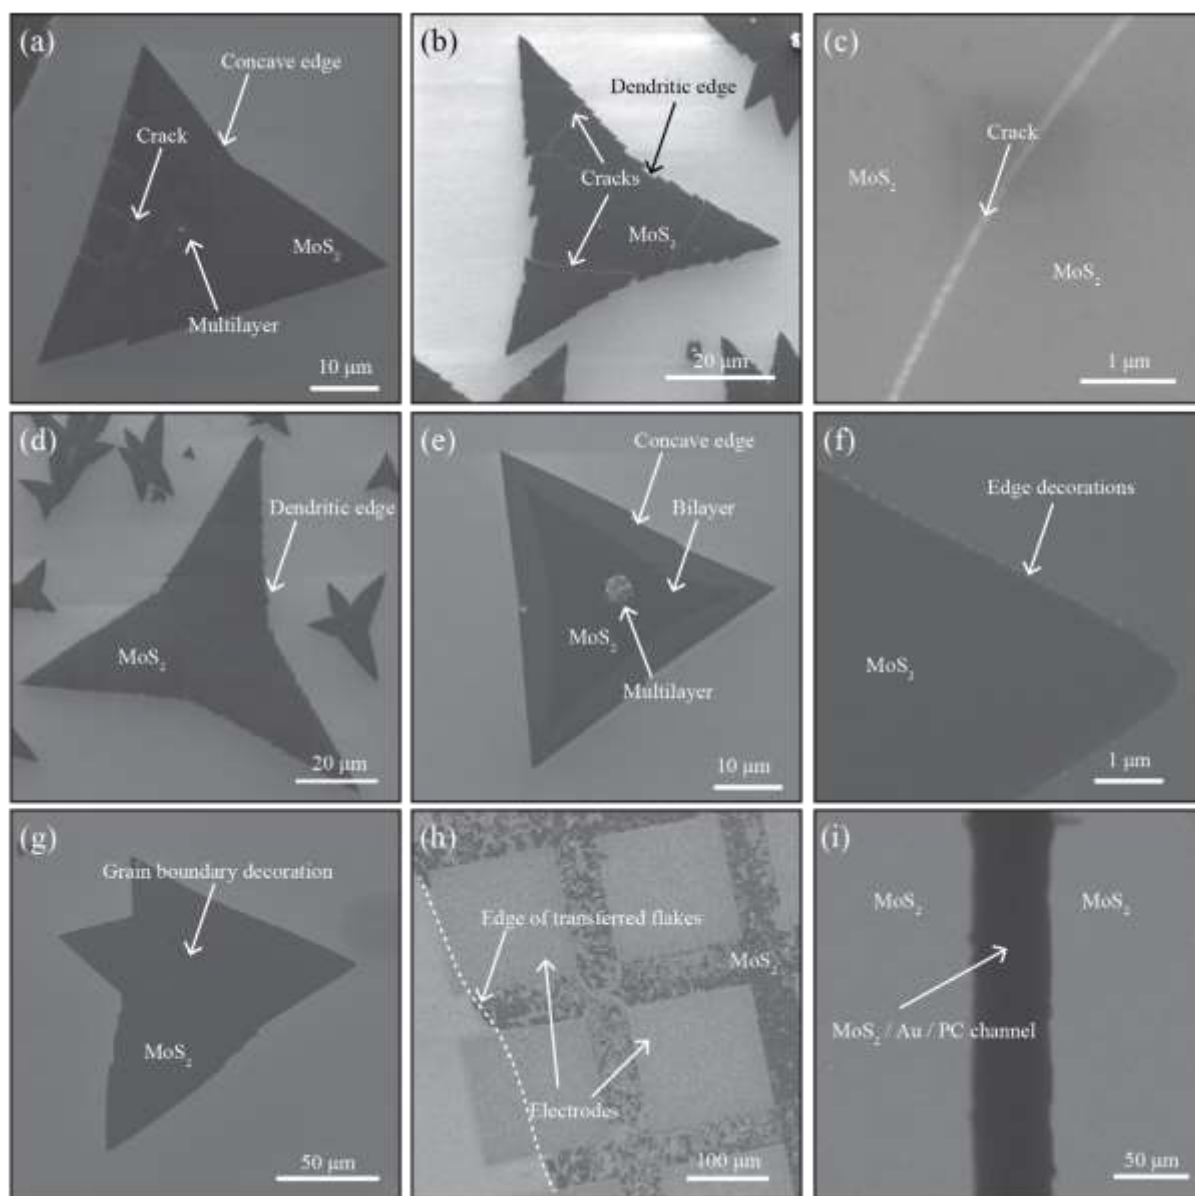 (a)
Concave edge
Crack
MoS2
Multilayer
10 μm
(b)
Dendritic edge
Cracks
MoS2
20 μm
(c)
Crack
MoS2
MoS2
1 μm
(d)
Dendritic edge
MoS2
20 μm
(e)
Concave edge
Bilayer
MoS2
Multilayer
10 μm
(f)
Edge decorations
MoS2
1 μm
(g)
Grain boundary decoration
MoS2
50 μm
(h)
Edge of transferred flakes
MoS2
Electrodes
100 μm
(i)
MoS2
MoS2
MoS2 / Au / PC channel
50 μm